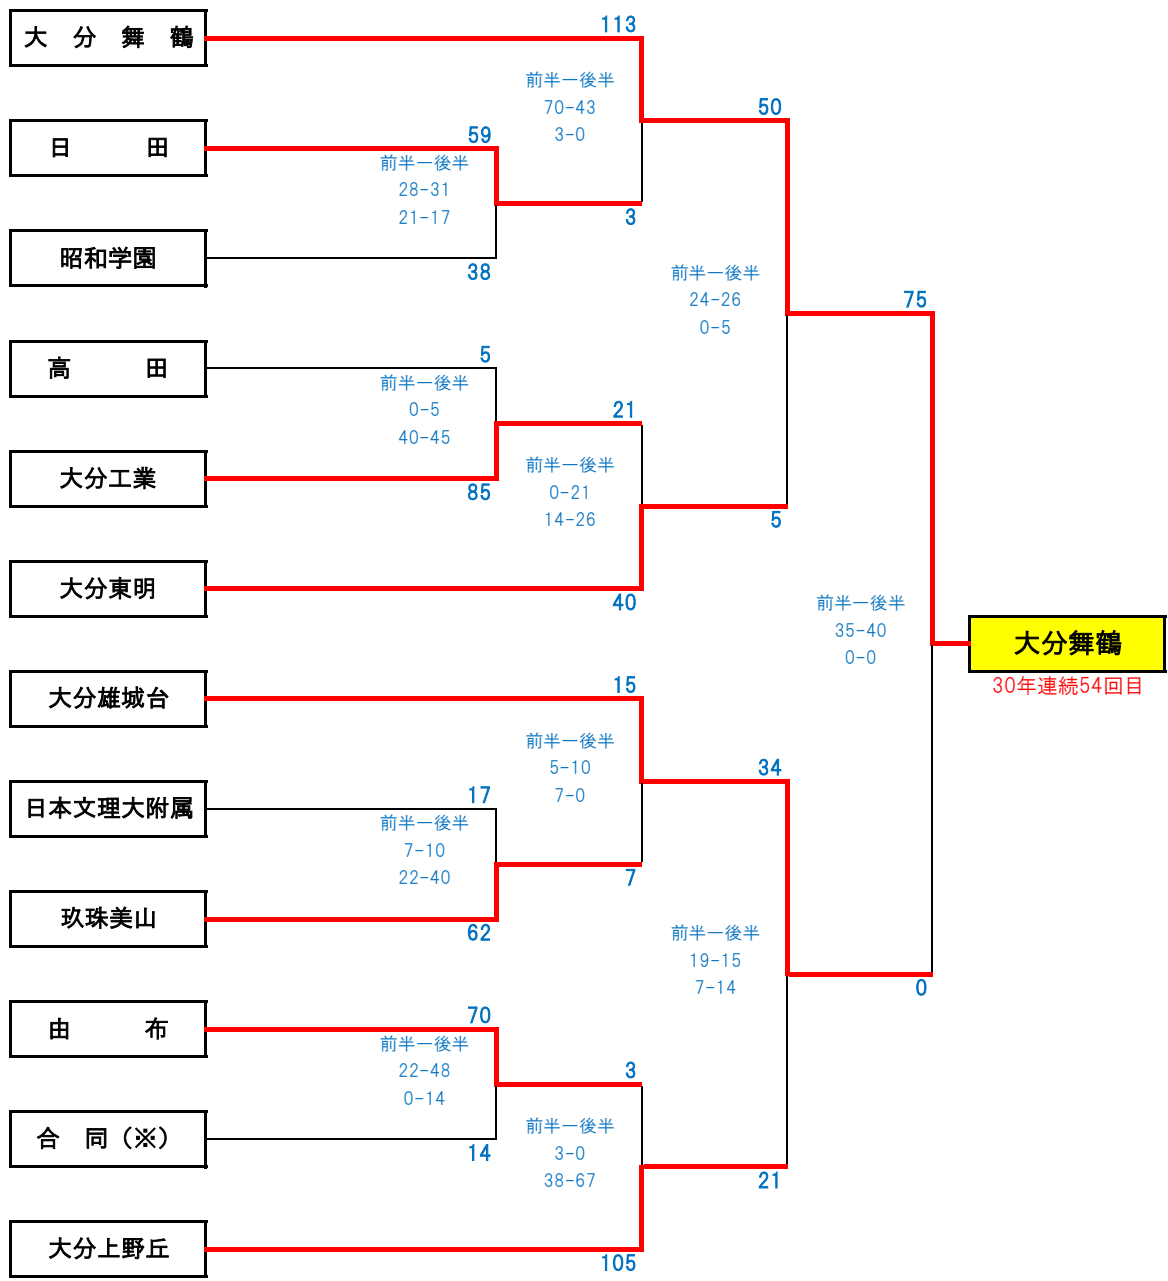 大　分　舞　鶴
113
前半ー後半
70-43
3-0
50
日　　　田
59
前半ー後半
28-31
21-17
3
昭和学園
38
前半ー後半
24-26
0-5
75
高　　　田
5
前半ー後半
0-5
40-45
21
大分工業
85
前半ー後半
0-21
14-26
5
大分東明
40
前半ー後半
35-40
0-0
大分舞鶴
30年連続54回目
大分雄城台
15
前半ー後半
5-10
7-0
34
日本文理大附属
17
前半ー後半
7-10
22-40
7
玖珠美山
62
前半ー後半
19-15
7-14
0
由　　　布
70
前半ー後半
22-48
0-14
3
合　同（※）
14
前半ー後半
3-0
38-67
21
大分上野丘
105